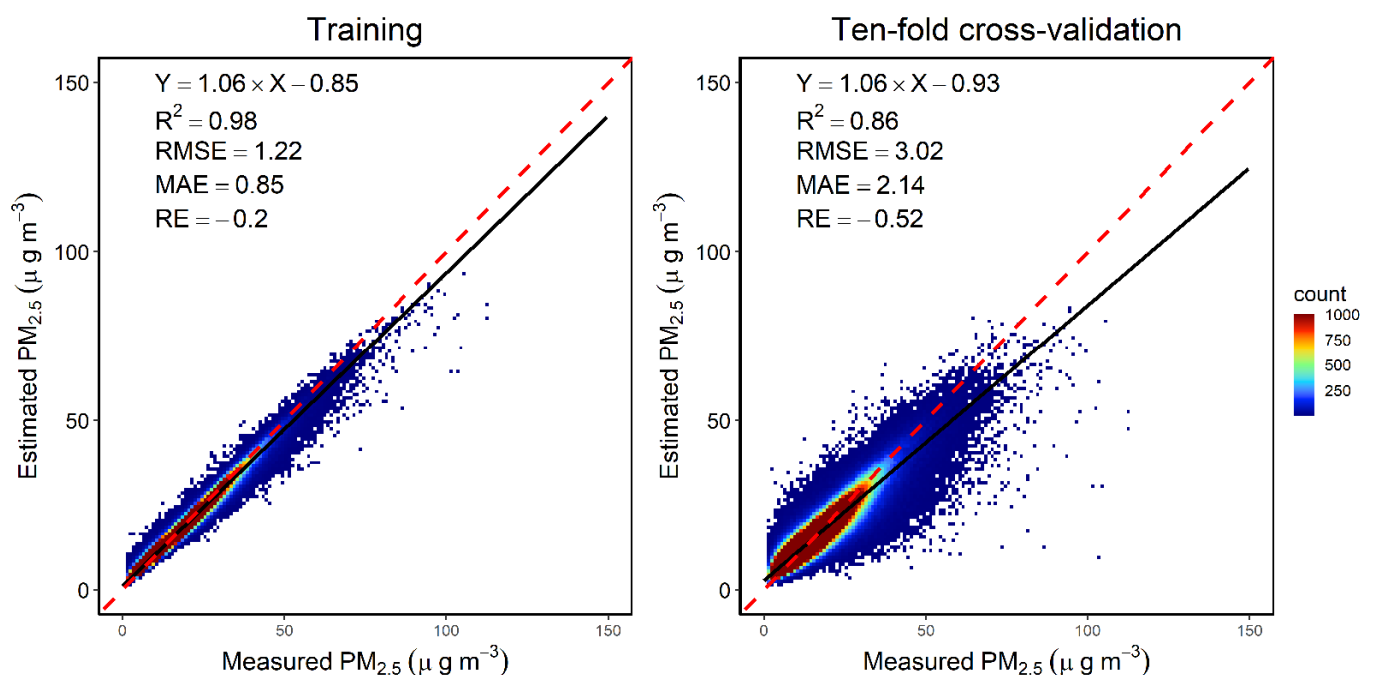 Training
Y = 1.06 × X − 0.85
R² = 0.98
RMSE = 1.22
MAE = 0.85
RE = −0.2
150
100
50
0
Estimated PM₂.₅ (μ g m⁻³)
0 50 100 150
Measured PM₂.₅ (μ g m⁻³)
Ten-fold cross-validation
Y = 1.06 × X − 0.93
R² = 0.86
RMSE = 3.02
MAE = 2.14
RE = −0.52
150
100
50
0
Estimated PM₂.₅ (μ g m⁻³)
0 50 100 150
Measured PM₂.₅ (μ g m⁻³)
count
1000
750
500
250